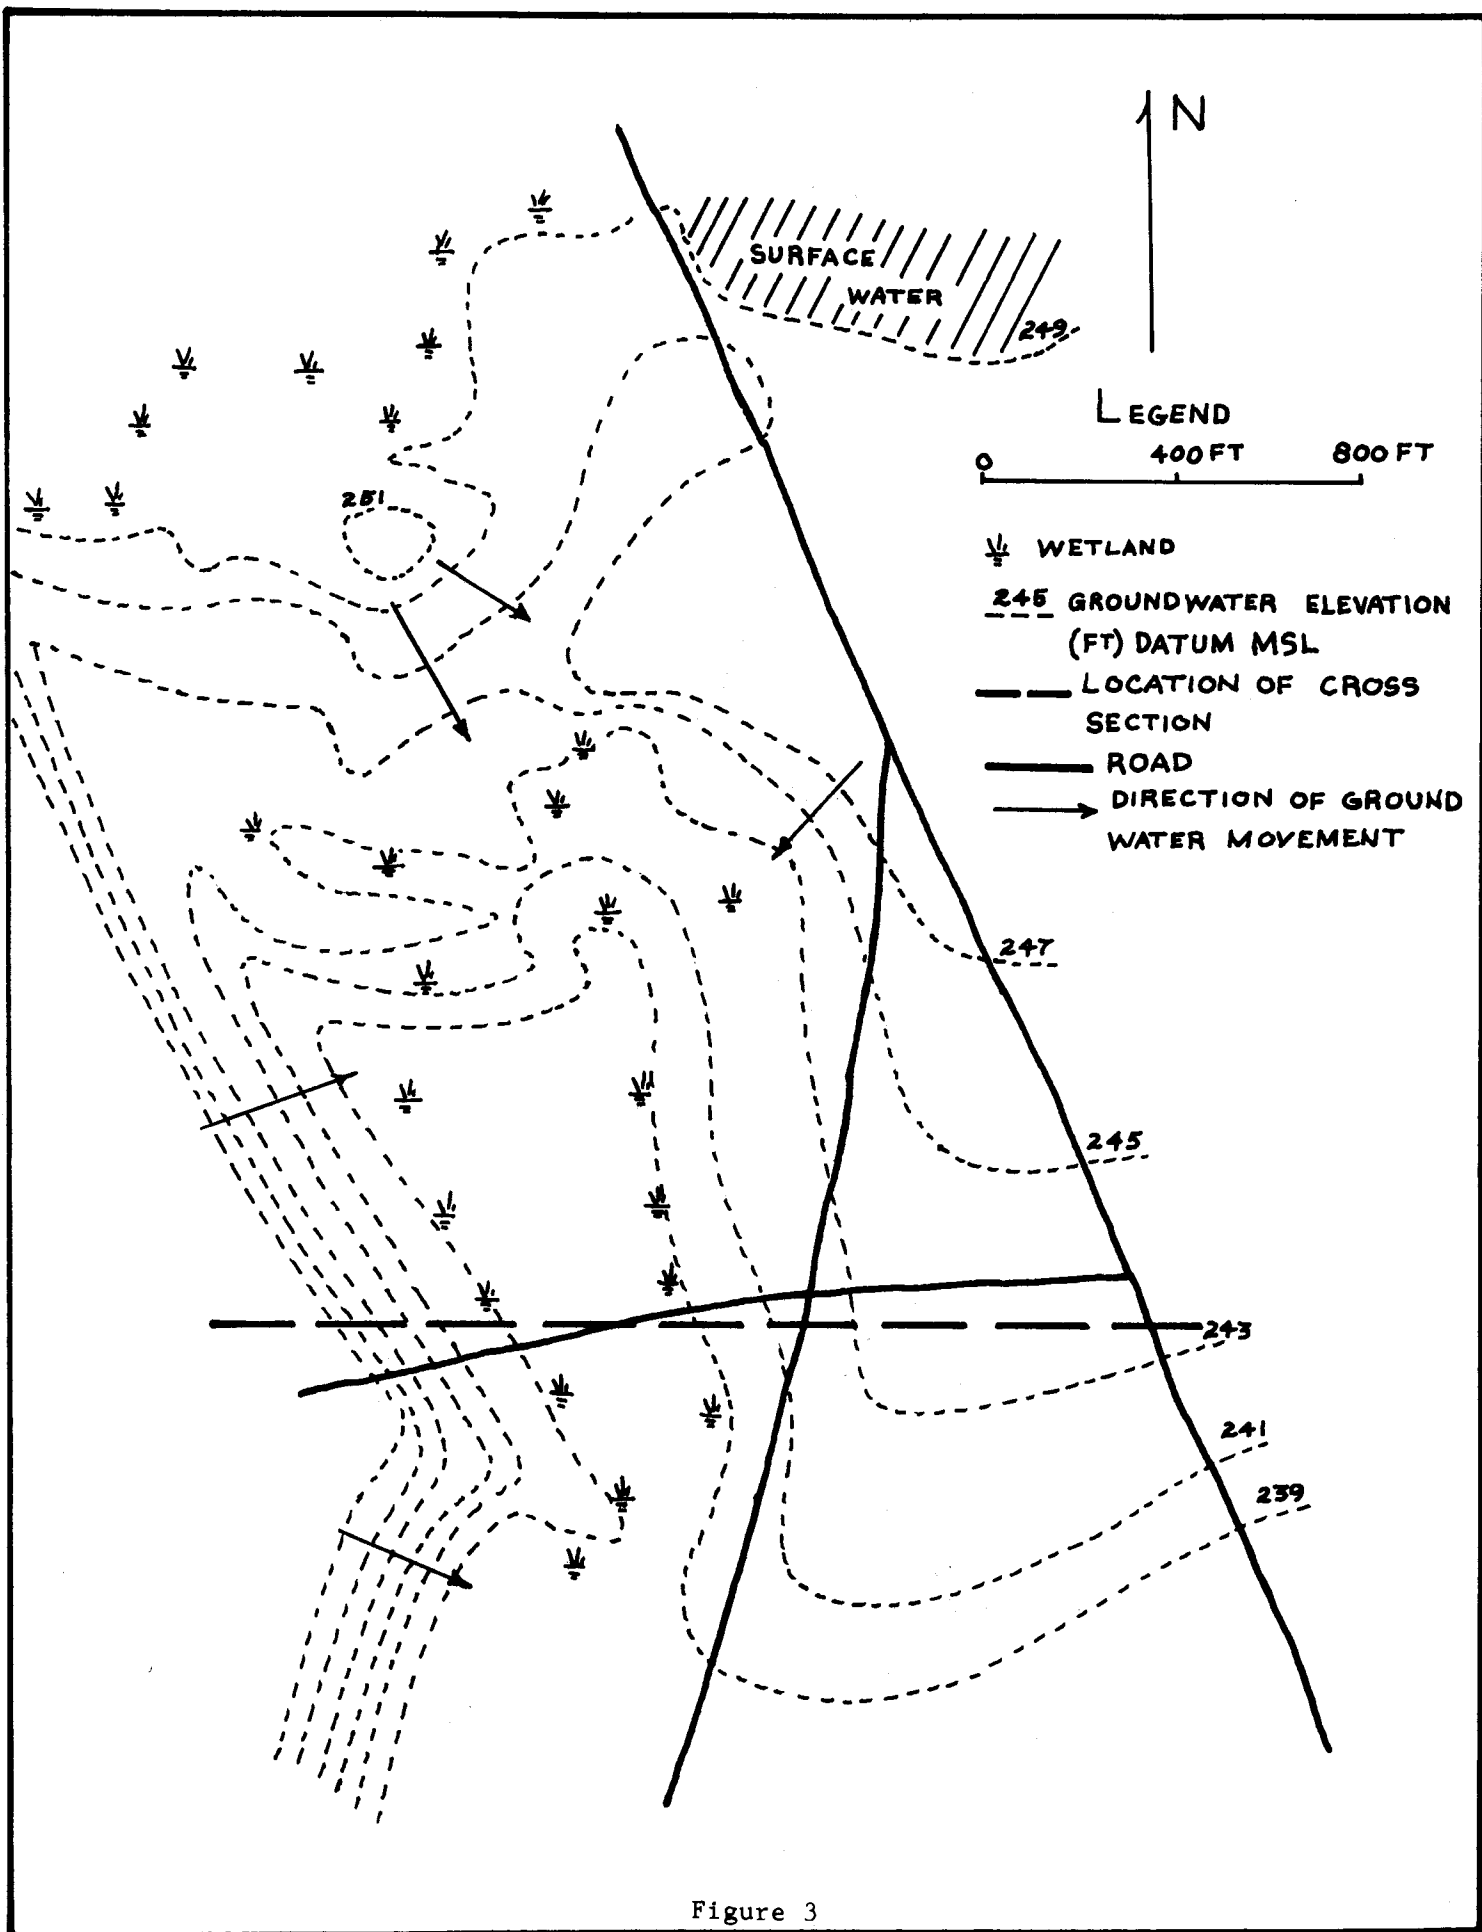 N
SURFACE
WATER
249
LEGEND
0 400 FT 800 FT
251
WETLAND
245 GROUNDWATER ELEVATION
(FT) DATUM MSL
LOCATION OF CROSS
SECTION
ROAD
DIRECTION OF GROUND
WATER MOVEMENT
247
245
243
241
239
Figure 3